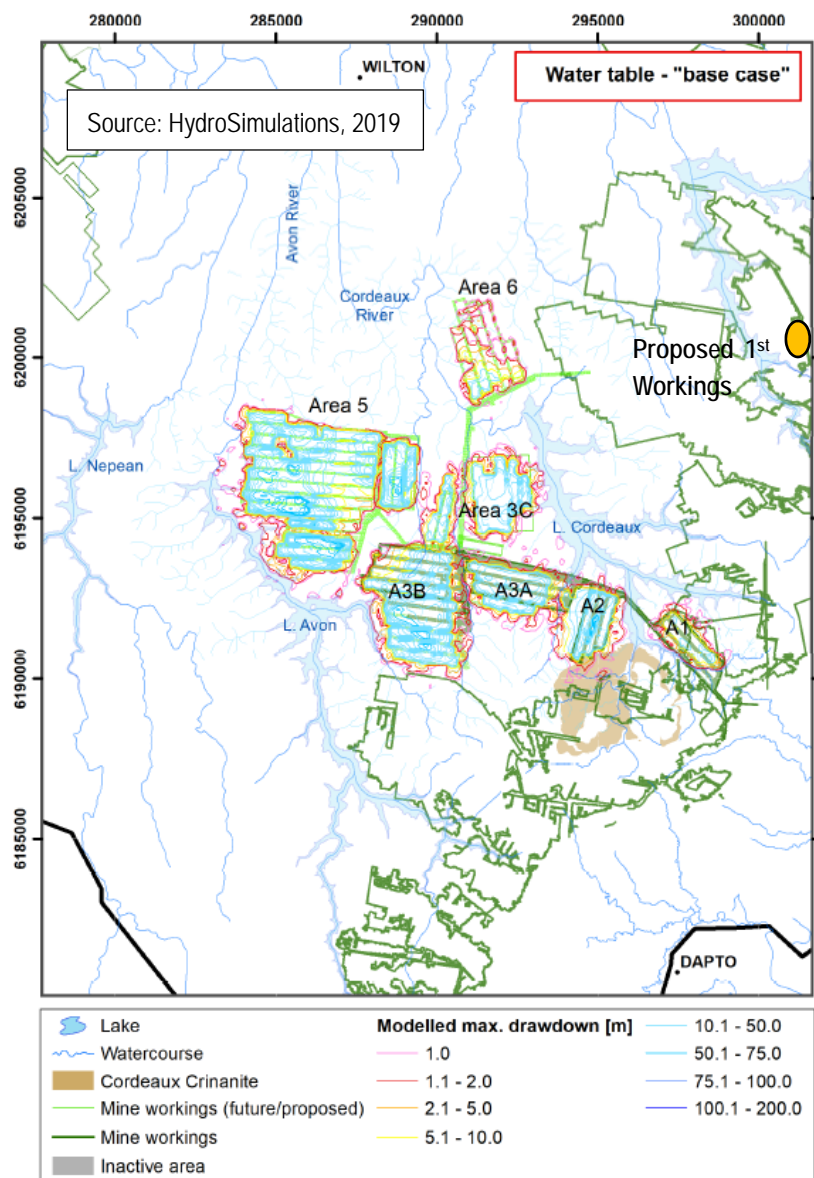 280000 285000 290000 295000 300000
WILTON
Water table - "base case"
Source: HydroSimulations, 2019
6205000
Avon River
Cordeaux
River
Area 6
6200000
Proposed 1st
Workings
Area 5
L. Nepean
Area 3C
6195000
L. Cordeaux
A3B
A3A
A2
A1
L. Avon
6190000
6185000
DAPTO
Lake
Watercourse
Cordeaux Crinanite
Mine workings (future/proposed)
Mine workings
Inactive area
Modelled max. drawdown [m]
1.0
1.1 - 2.0
2.1 - 5.0
5.1 - 10.0
10.1 - 50.0
50.1 - 75.0
75.1 - 100.0
100.1 - 200.0